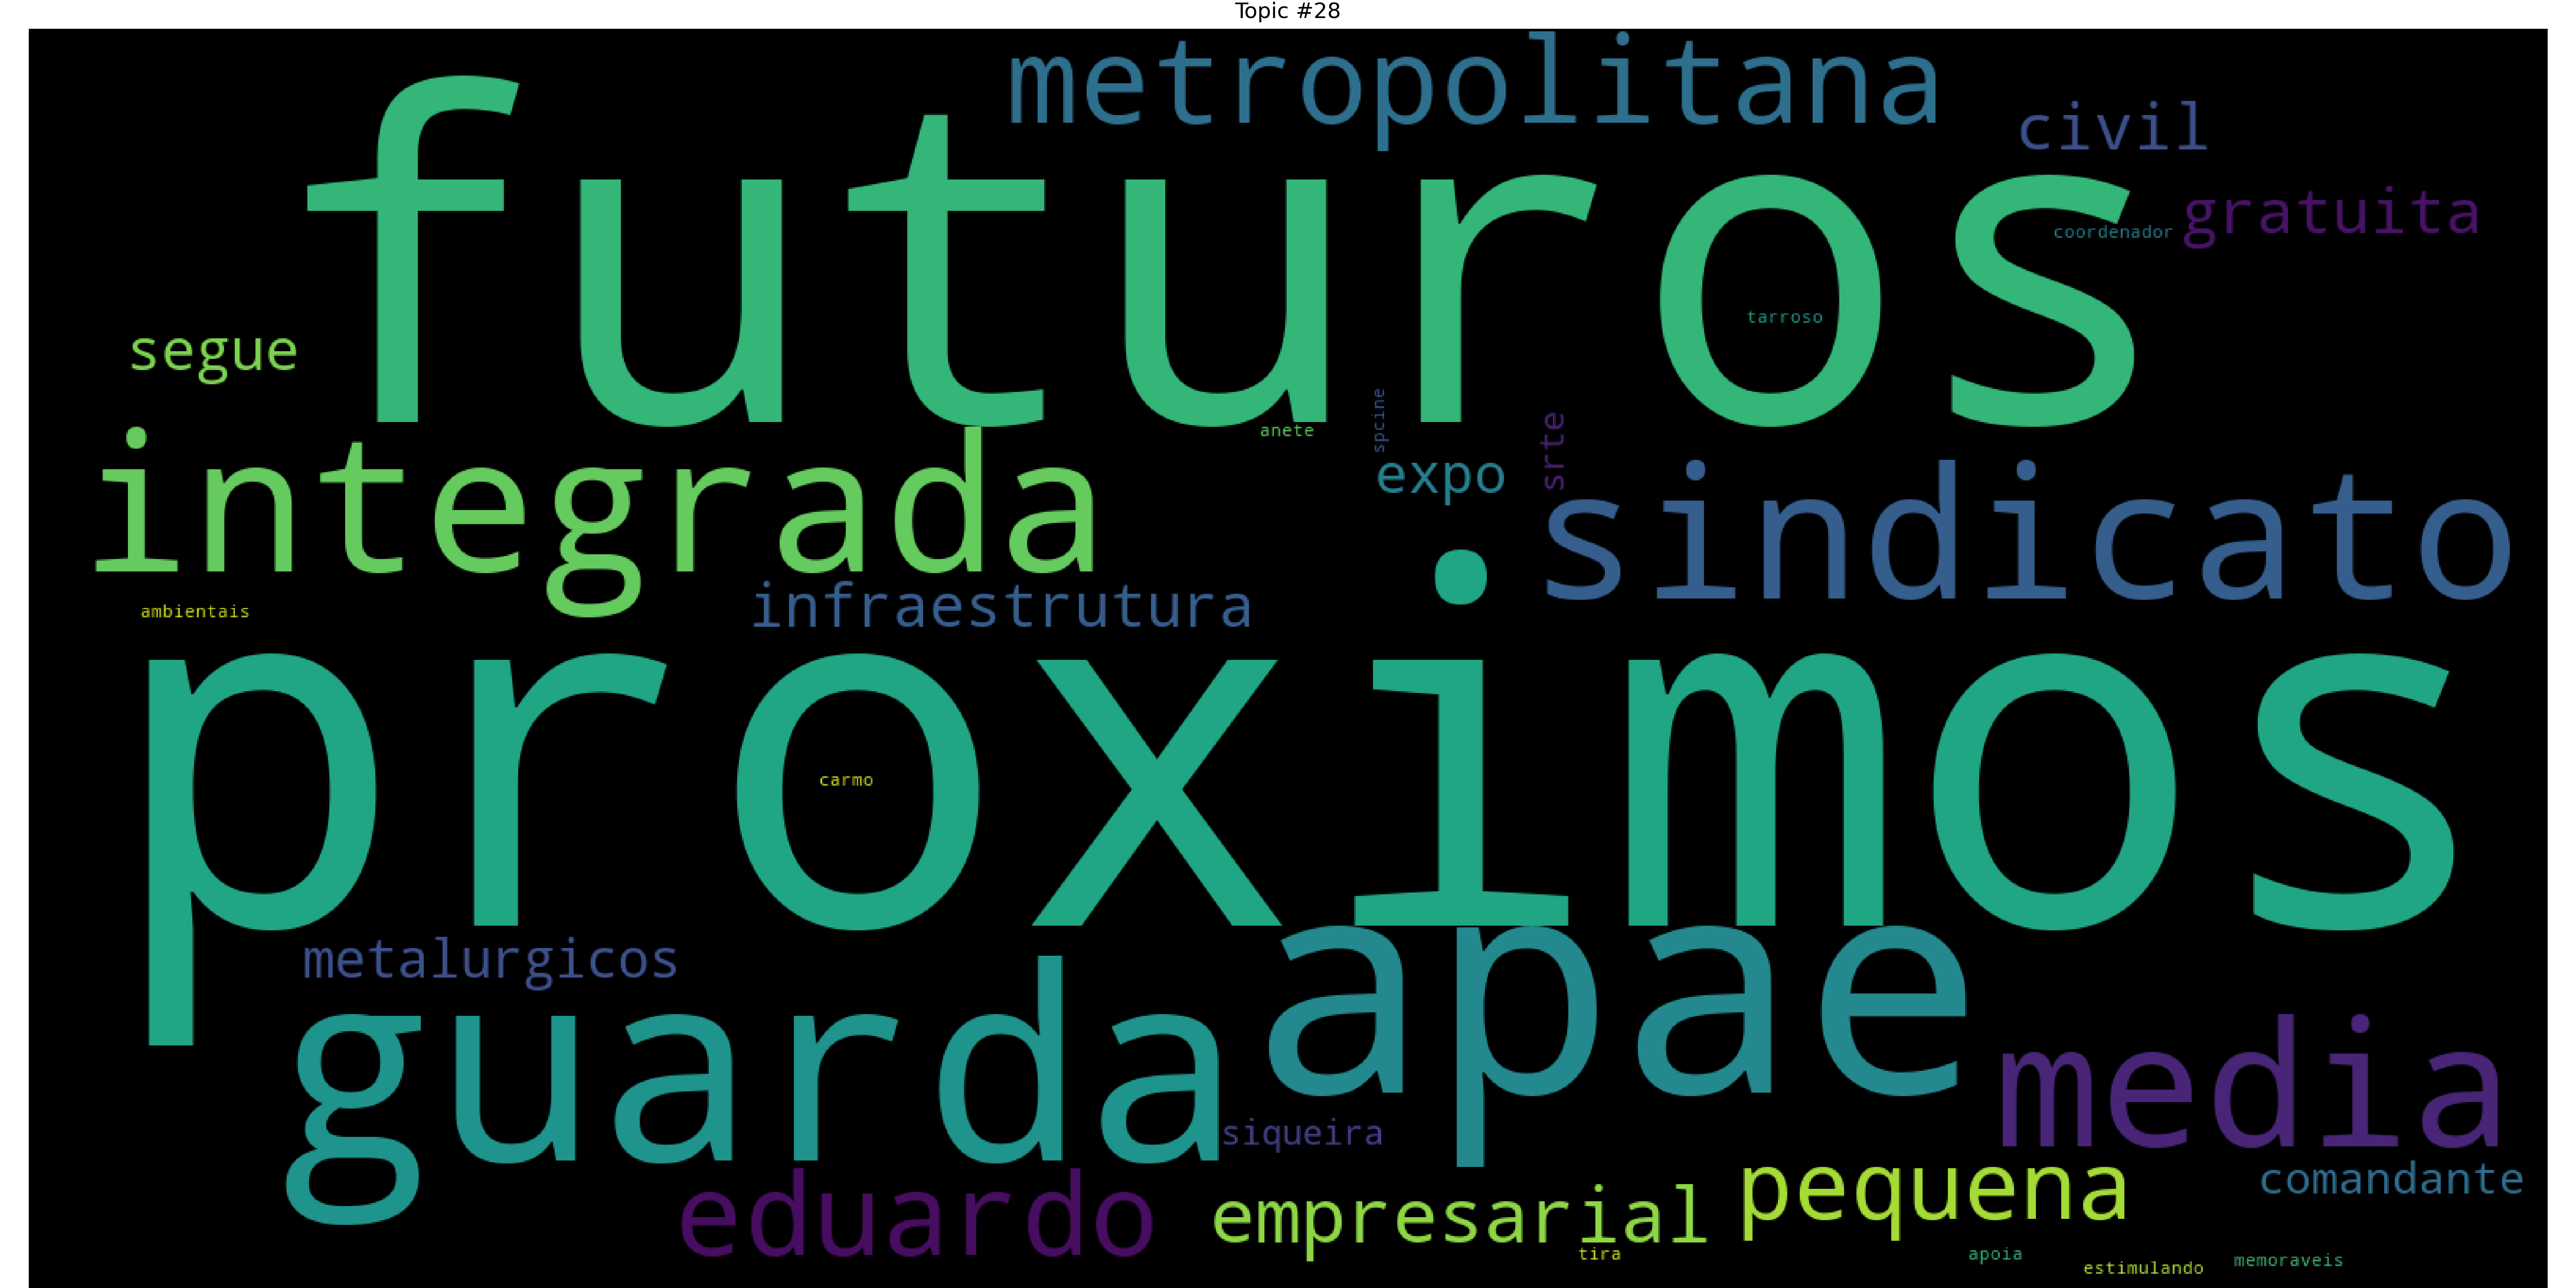 Topic #28
metropolitana
civil
futuros
gratuita
coordenador
tarroso
segue
spcine
anete
srte
expo
integrada
sindicato
infraestrutura
ambientais
proximos
carmo
metalurgicos
apae
guarda
media
siqueira
comandante
pequena
eduardo
empresarial
tira
apoia
estimulando
memoraveis